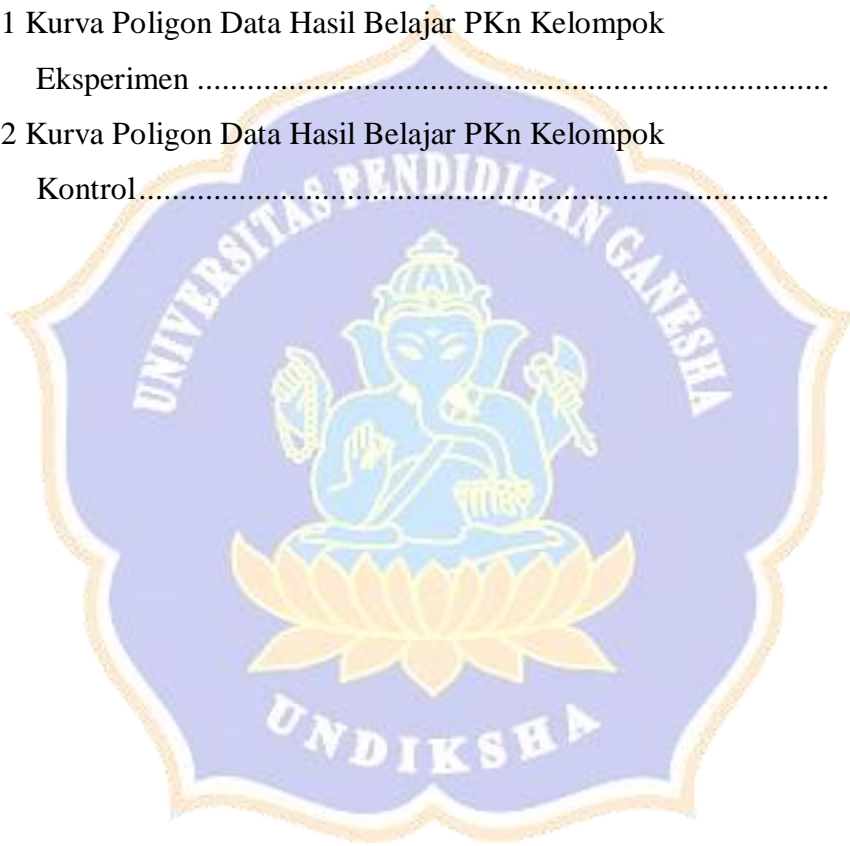 1 Kurva Poligon Data Hasil Belajar PKn Kelompok
Eksperimen ............................................................................
2 Kurva Poligon Data Hasil Belajar PKn Kelompok
Kontrol...................................................................................
UNIVERSITAS PENDIDIKAN GANESHA
UNDIKSHA